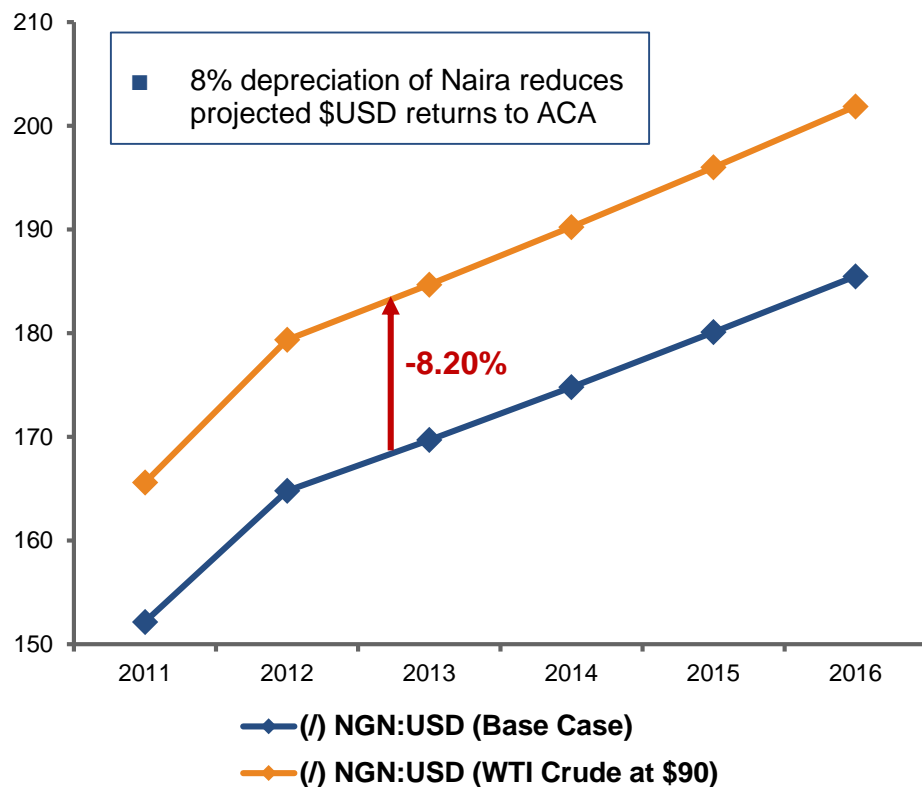 210
200
190
180
170
160
150
■ 8% depreciation of Naira reduces
projected $USD returns to ACA
-8.20%
2011 2012 2013 2014 2015 2016
(/) NGN:USD (Base Case)
(/) NGN:USD (WTI Crude at $90)